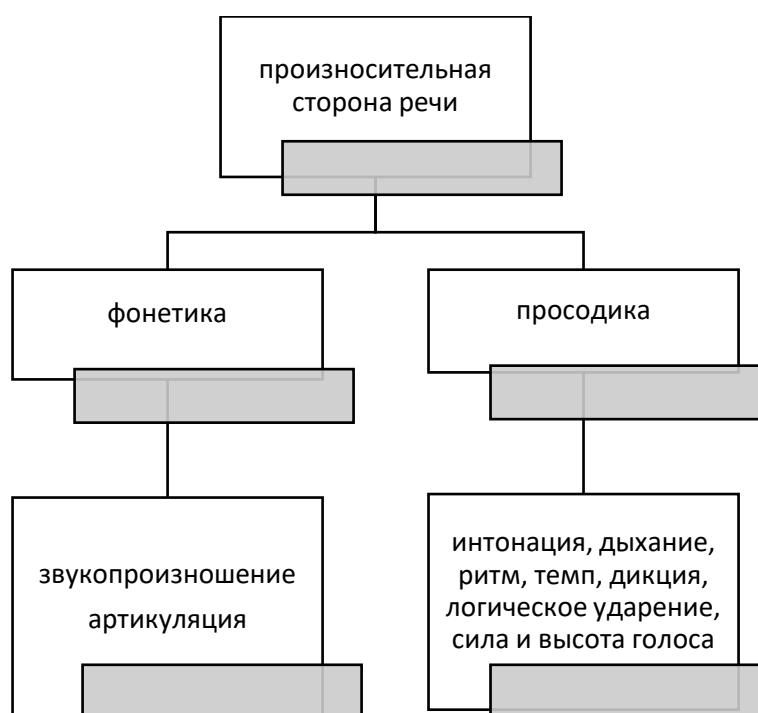 произносительная
сторона речи
фонетика
просодика
звукопроизношение
артикуляция
интонация, дыхание,
ритм, темп, дикция,
логическое ударение,
сила и высота голоса